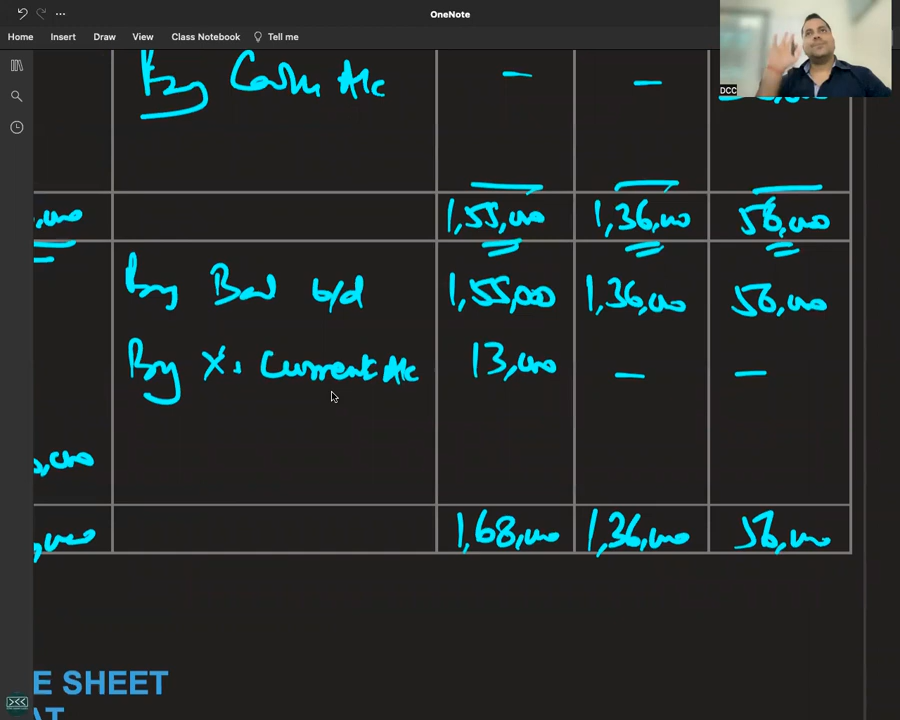 OneNote
Home Insert Draw View Class Notebook Tell me
DCC
By Cash A/c — —
1,55,000 1,36,000 56,000
By Bal b/d 1,55,000 1,36,000 56,000
By X's Current A/c 13,000 — —
1,68,000 1,36,000 56,000
E SHEET
AT